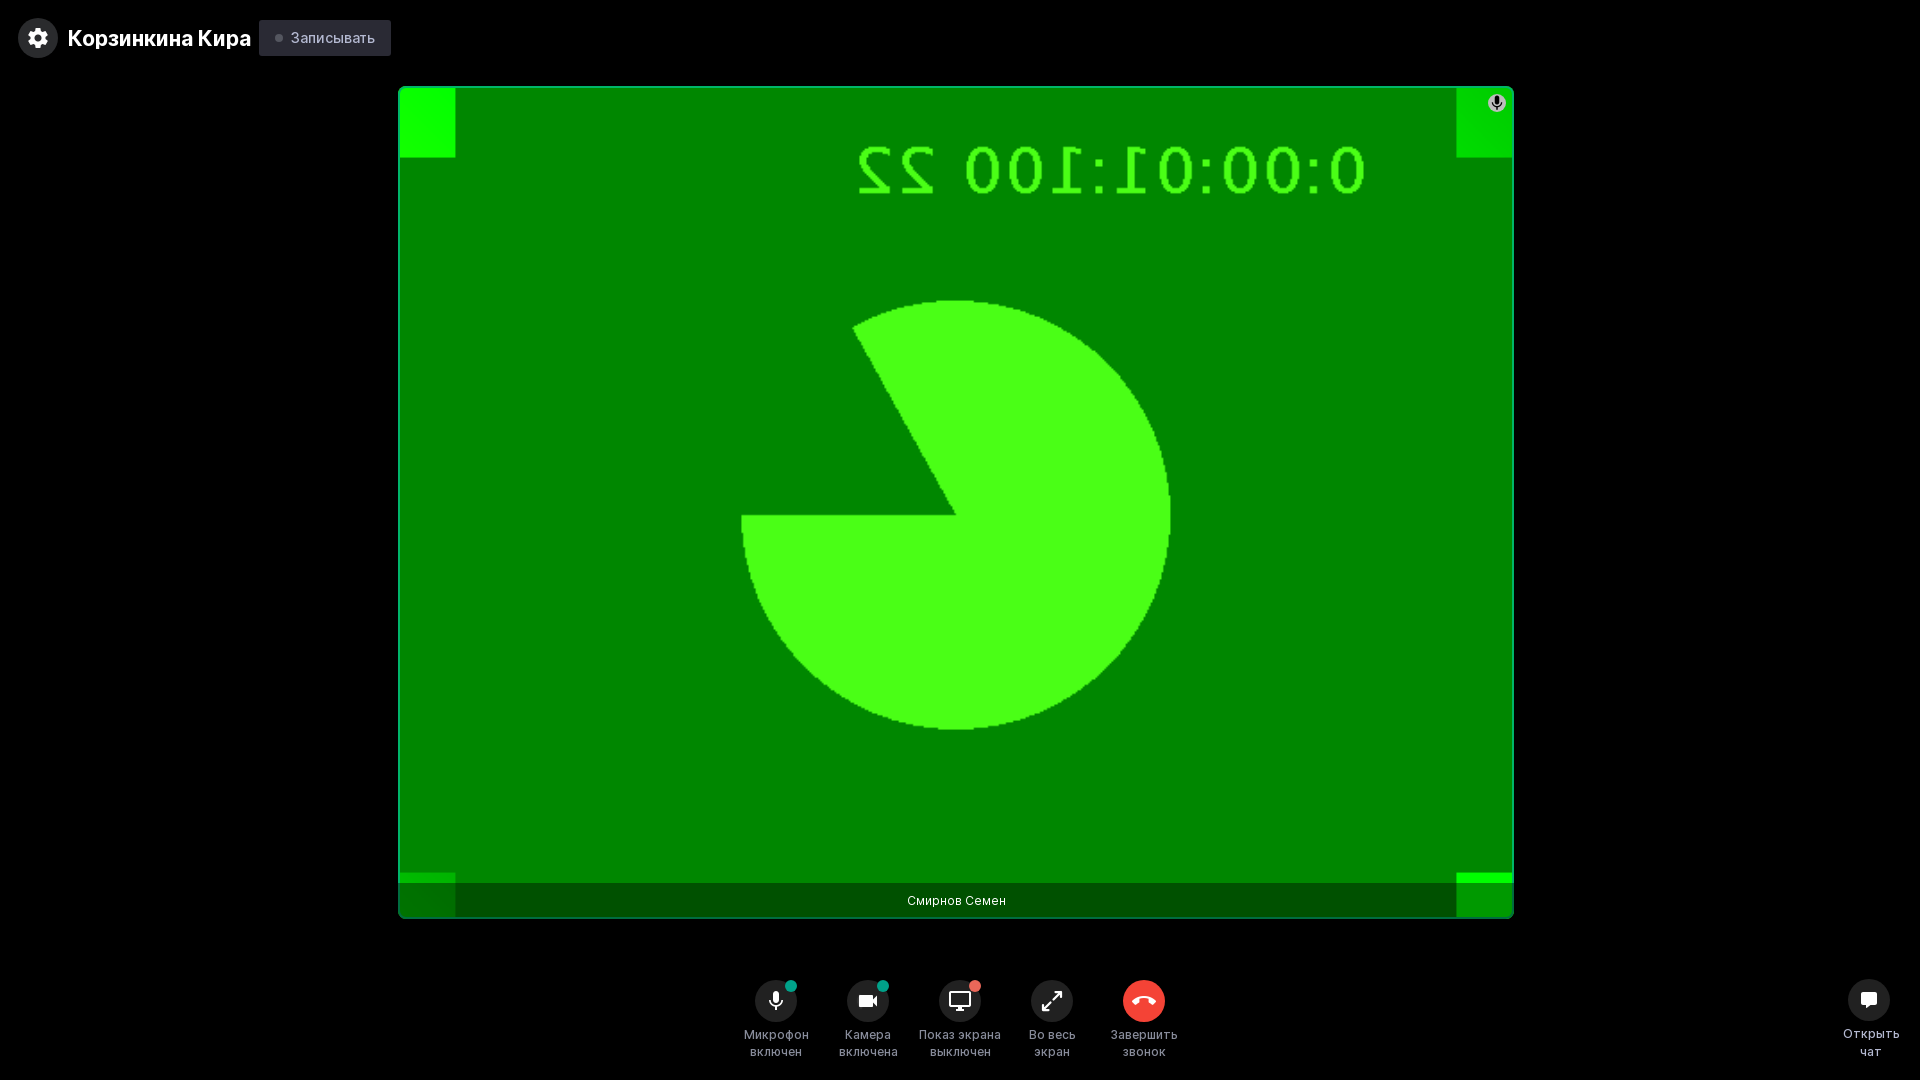 Корзинкина Кира
Записывать
0:00:01:100 22
Смирнов Семен
Микрофон
включен
Камера
включена
Показ экрана
выключен
Во весь
экран
Завершить
звонок
Открыть
чат